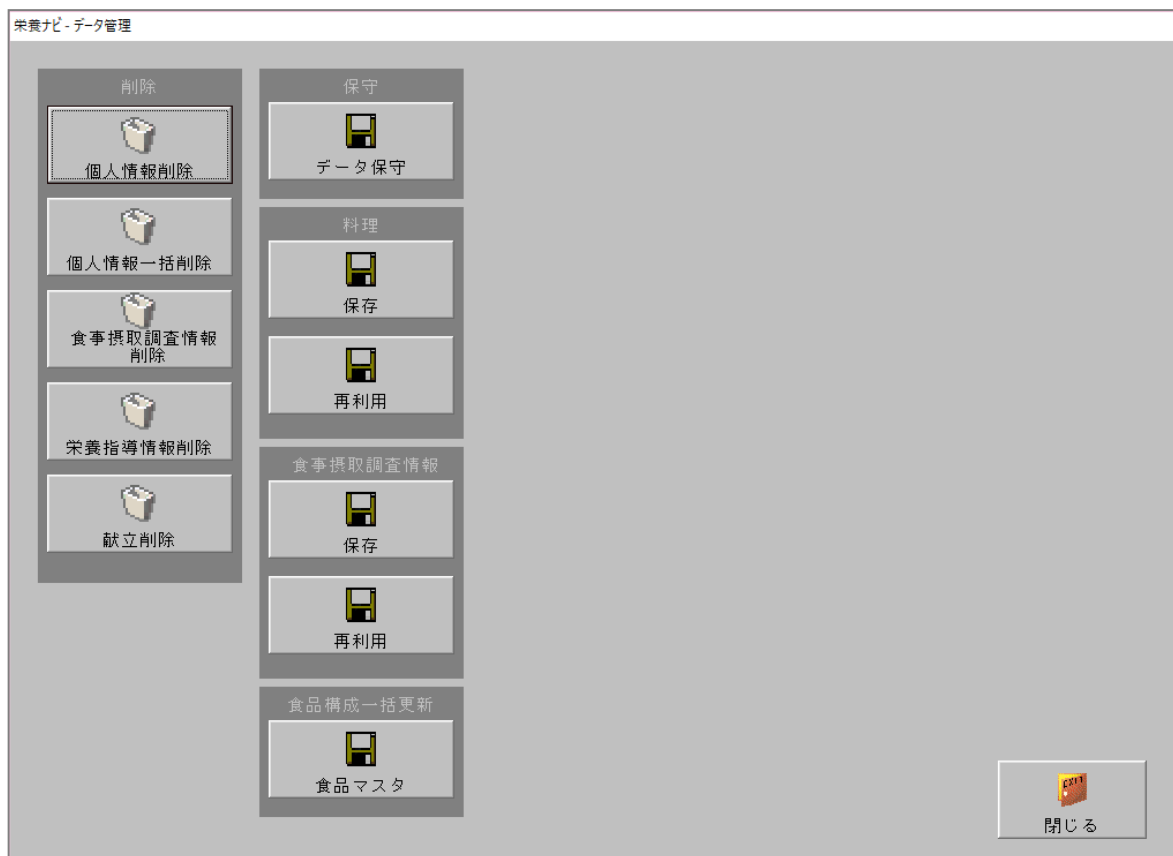 栄養ナビ - データ管理
削除
個人情報削除
個人情報一括削除
食事摂取調査情報
削除
栄養指導情報削除
献立削除
保守
データ保守
料理
保存
再利用
食事摂取調査情報
保存
再利用
食品構成一括更新
食品マスタ
EXIT
閉じる